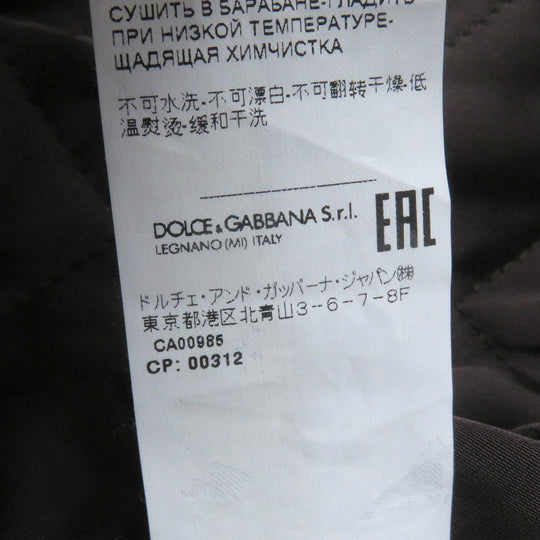 СУШИТЬ В БАРАБАНЕ-ГЛАДИТЬ
ПРИ НИЗКОЙ ТЕМПЕРАТУРЕ-
ЩАДЯЩАЯ ХИМЧИСТКА
不可水洗-不可漂白-不可翻转干燥-低
温熨烫-缓和干洗
DOLCE & GABBANA S.r.l.
LEGNANO (MI) ITALY
EAC
ドルチェ・アンド・ガッバーナ・ジャパン㈱
東京都港区北青山3-6-7-8F
CA00985
CP: 00312